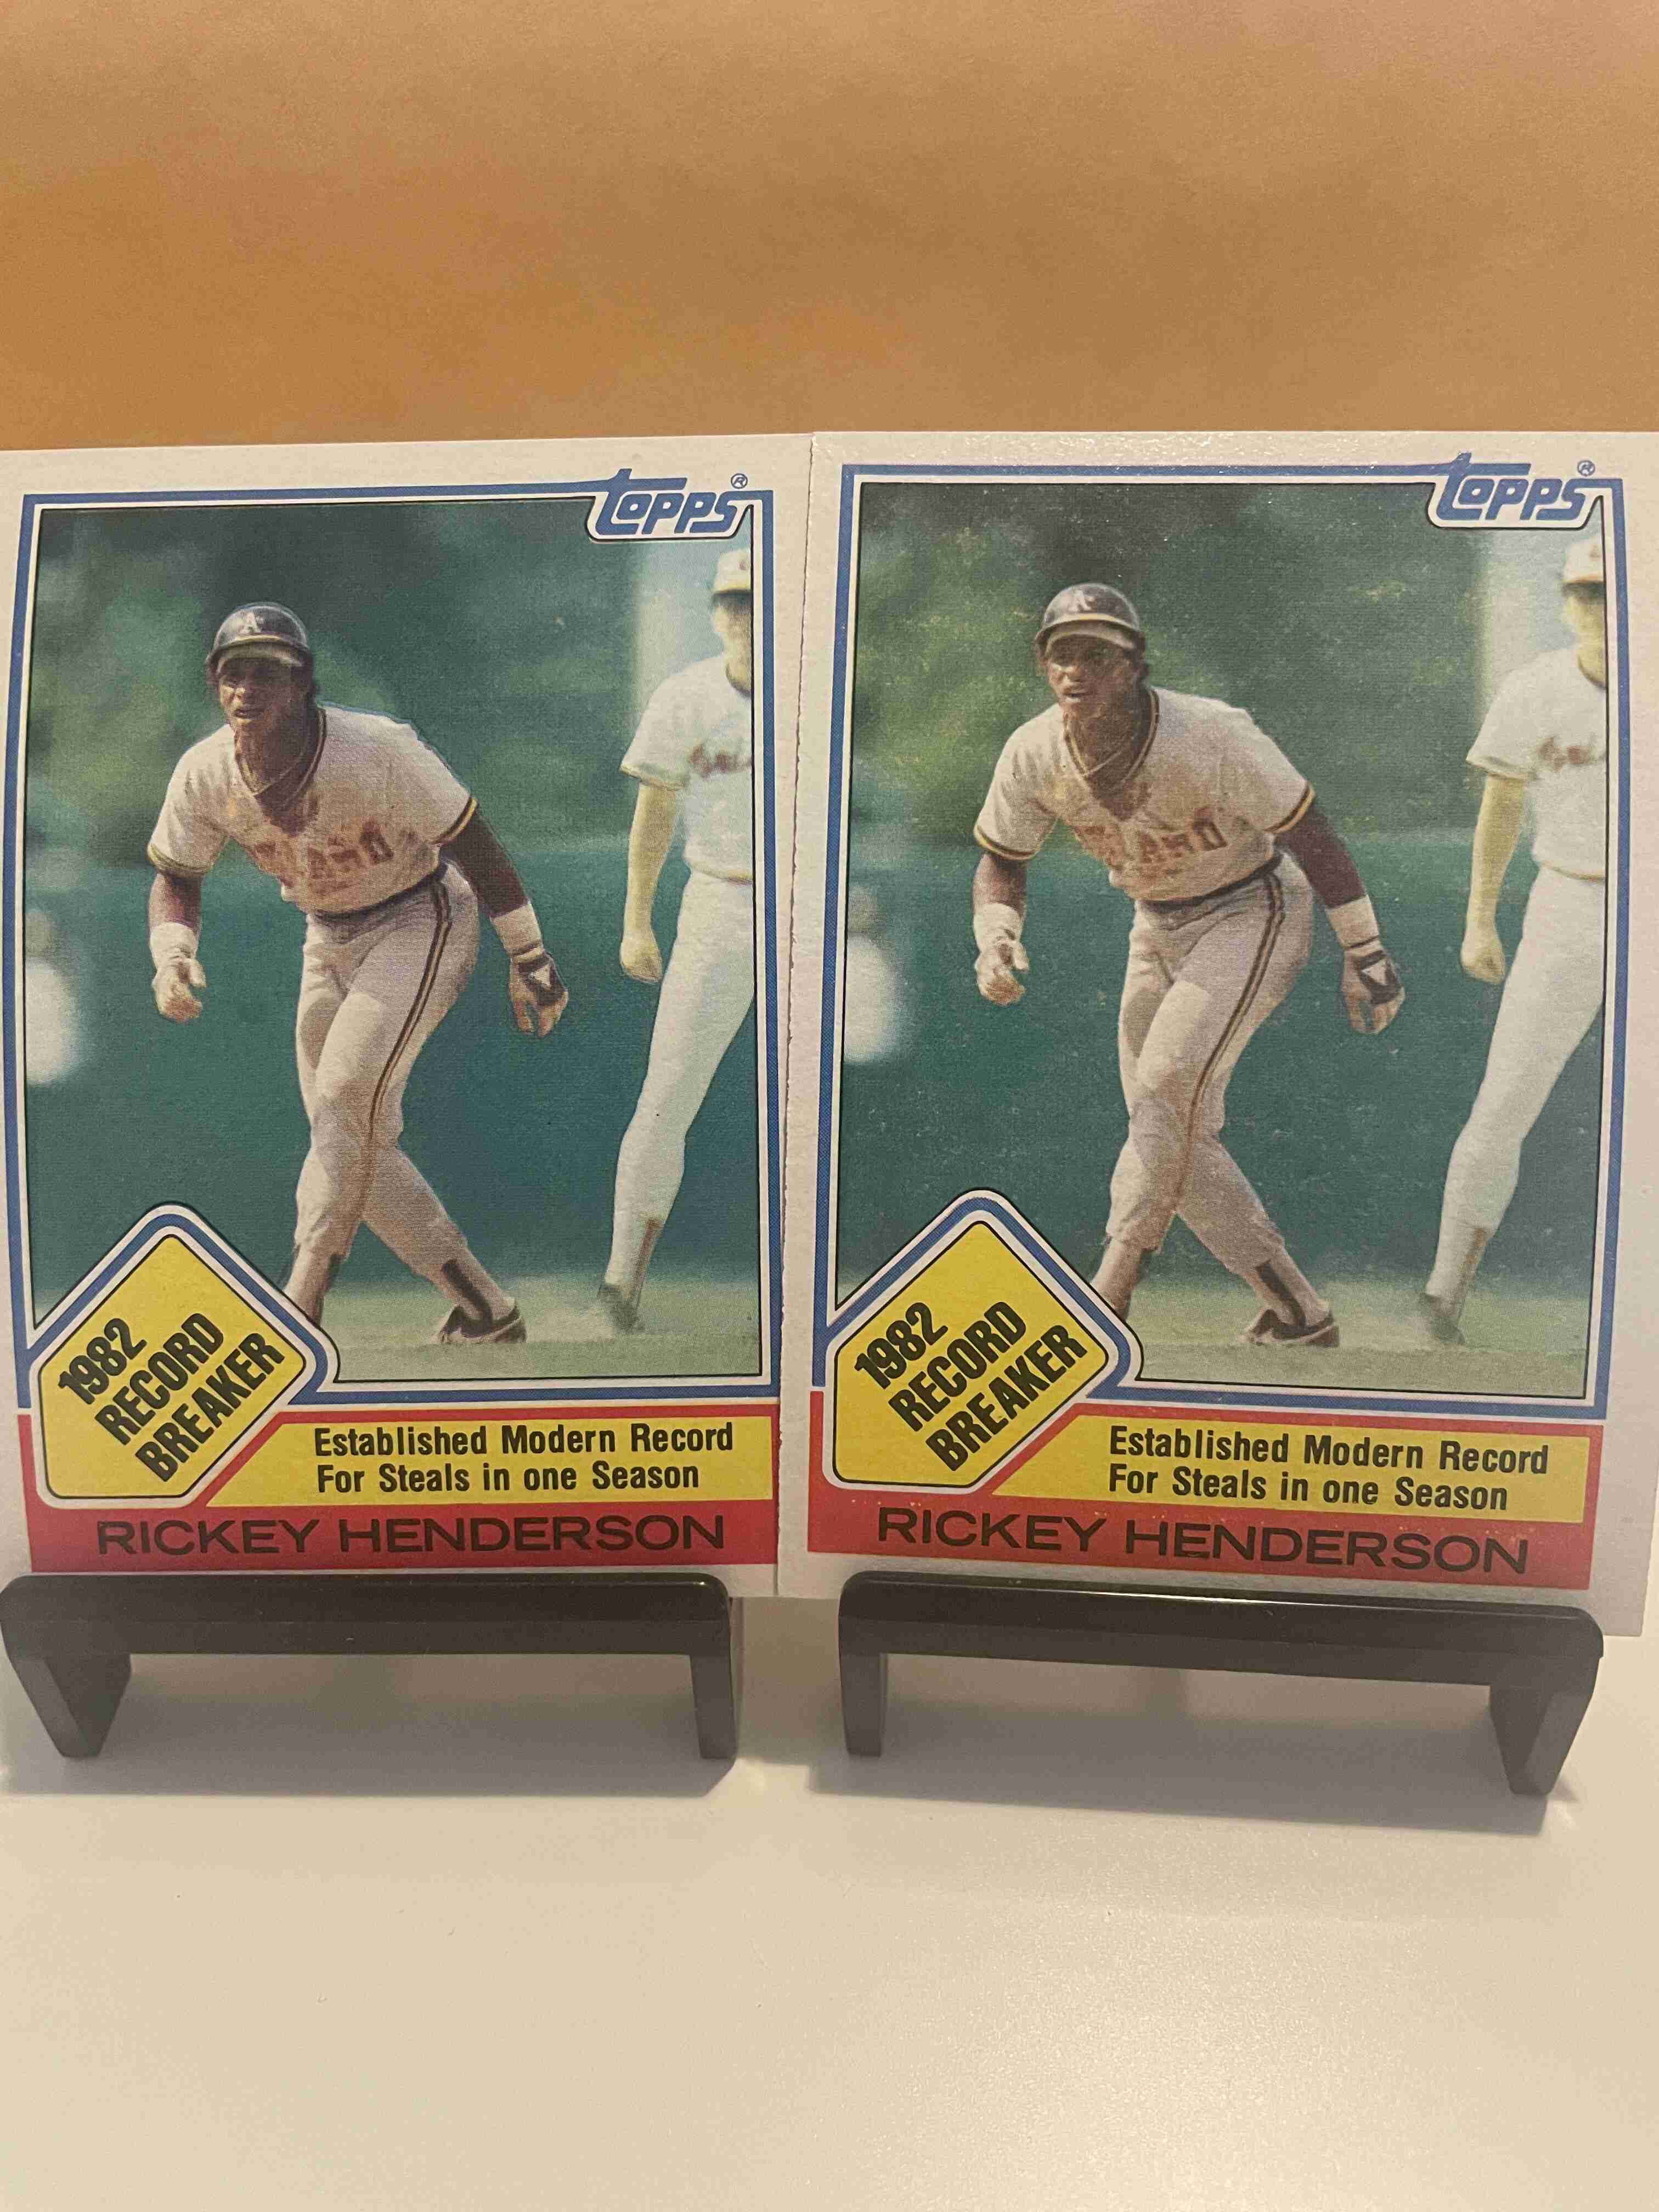 Topps®
A
1982
RECORD
BREAKER
Established Modern Record
For Steals in one Season
RICKEY HENDERSON
Topps®
A
1982
RECORD
BREAKER
Established Modern Record
For Steals in one Season
RICKEY HENDERSON